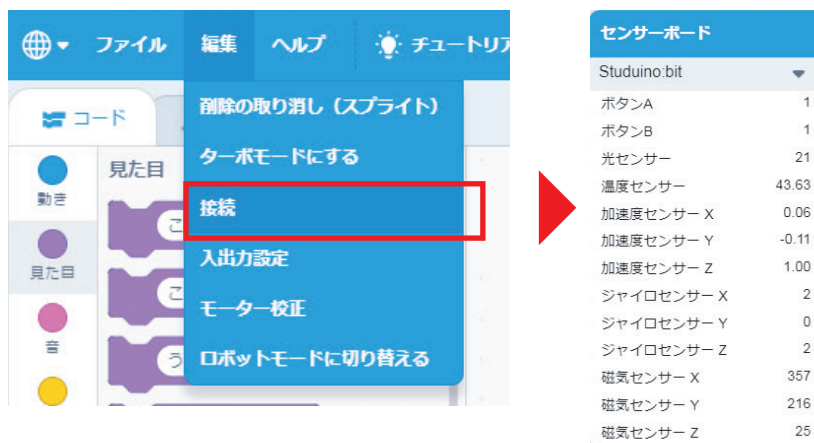 ファイル 編集 ヘルプ チュートリア
コード
削除の取り消し（スプライト）
ターボモードにする
接続
入出力設定
モーター校正
ロボットモードに切り替える
動き
見た目
音
見た目
こ
こ
う
センサーボード
Studuino:bit
ボタンA 1
ボタンB 1
光センサー 21
温度センサー 43.63
加速度センサー X 0.06
加速度センサー Y -0.11
加速度センサー Z 1.00
ジャイロセンサー X 2
ジャイロセンサー Y 0
ジャイロセンサー Z 2
磁気センサー X 357
磁気センサー Y 216
磁気センサー Z 25